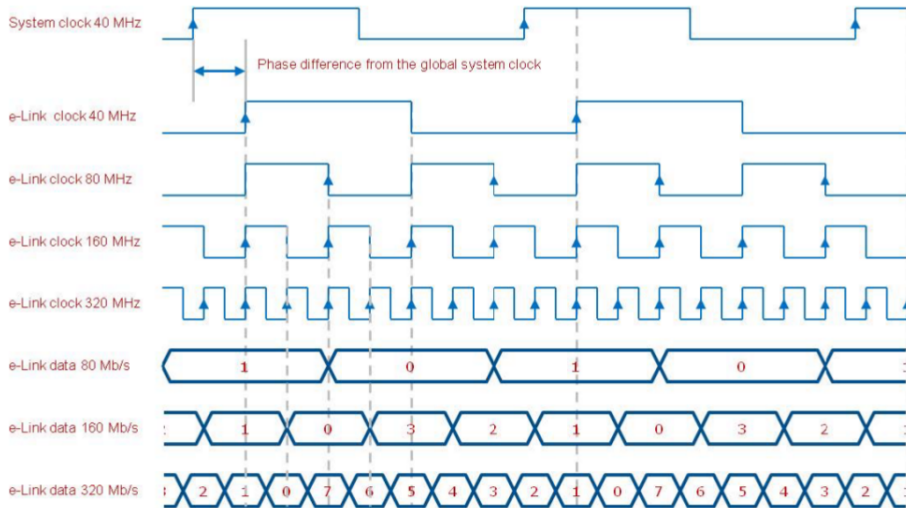 System clock 40 MHz
Phase difference from the global system clock
e-Link clock 40 MHz
e-Link clock 80 MHz
e-Link clock 160 MHz
e-Link clock 320 MHz
e-Link data 80 Mb/s 1 0 1 0
e-Link data 160 Mb/s 1 0 3 2 1 0 3 2
e-Link data 320 Mb/s 2 1 0 7 6 5 4 3 2 1 0 7 6 5 4 3 2